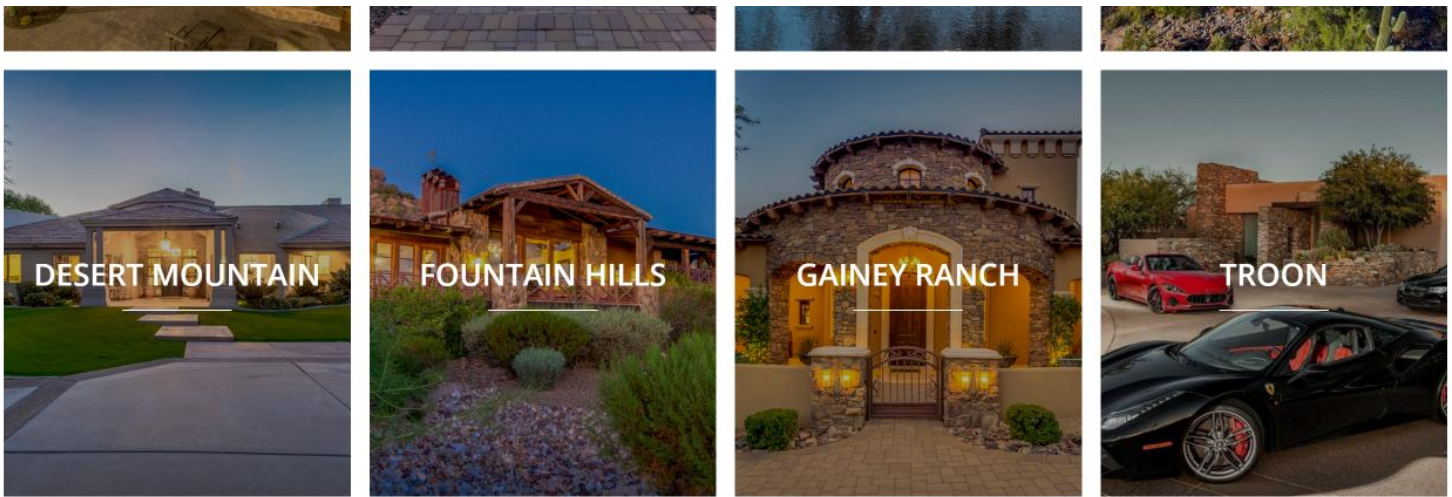 DESERT MOUNTAIN
FOUNTAIN HILLS
GAINEY RANCH
TROON